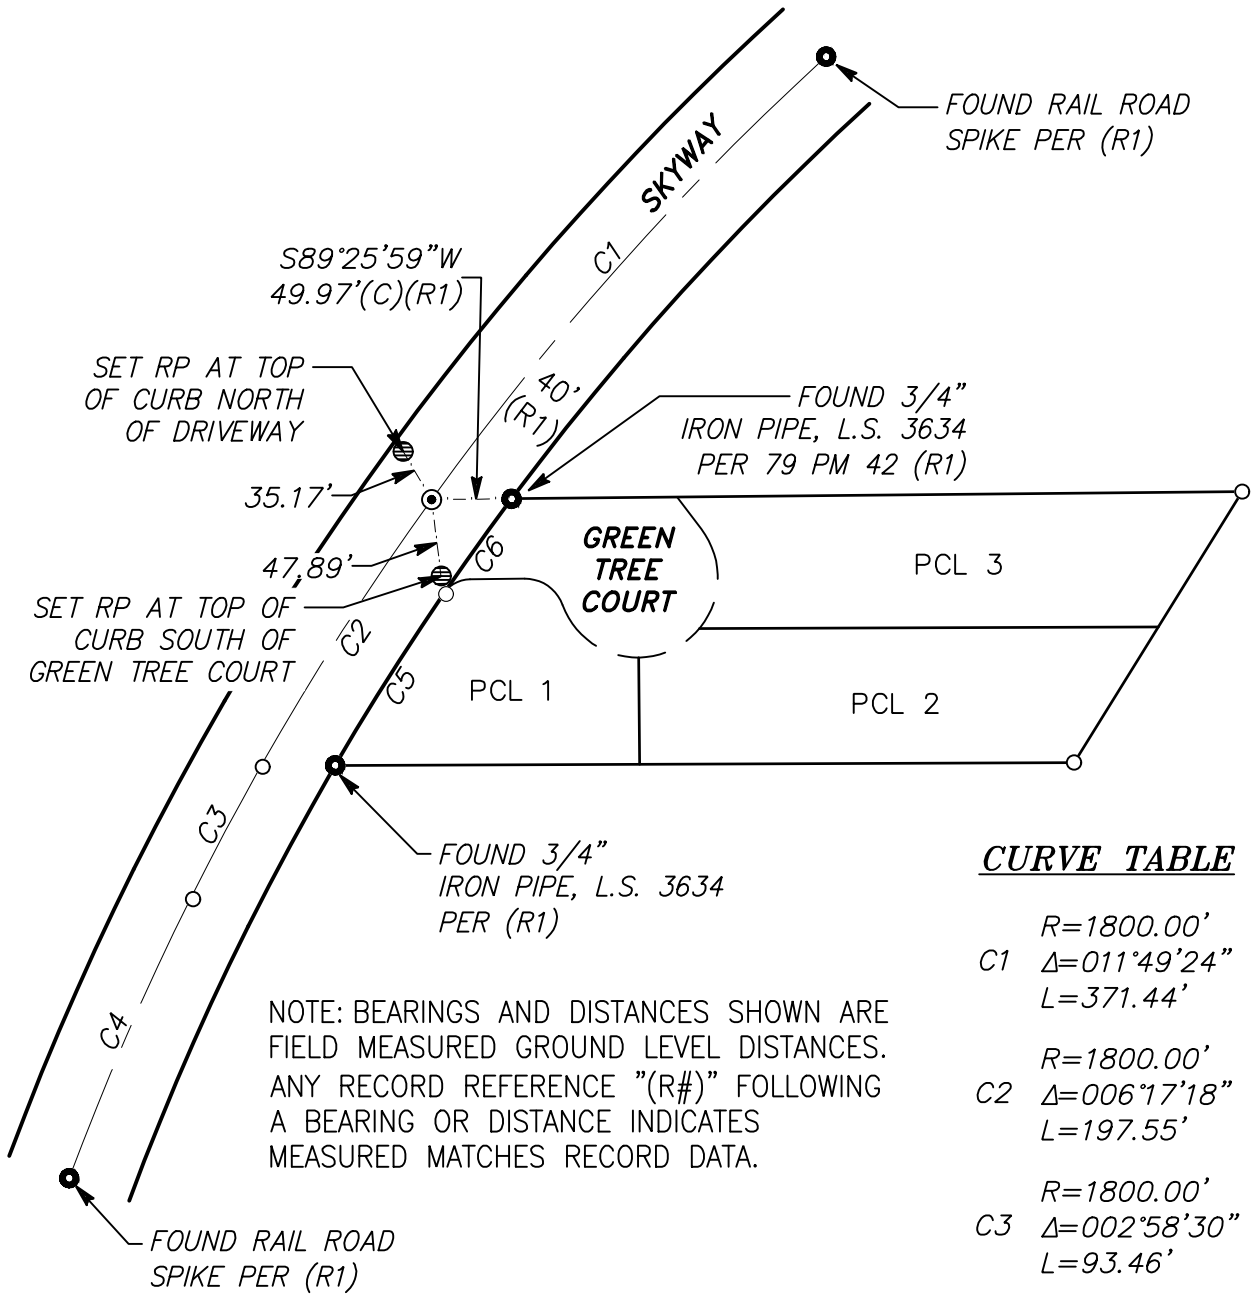 FOUND RAIL ROAD
SPIKE PER (R1)
SKYWAY
C1
S89°25'59"W
49.97'(C)(R1)
SET RP AT TOP
OF CURB NORTH
OF DRIVEWAY
40'
(R1)
FOUND 3/4"
IRON PIPE, L.S. 3634
PER 79 PM 42 (R1)
35.17'
47.89'
C6
GREEN
TREE
COURT
PCL 3
SET RP AT TOP OF
CURB SOUTH OF
GREEN TREE COURT
C2
C5
PCL 1
PCL 2
C3
FOUND 3/4"
IRON PIPE, L.S. 3634
PER (R1)
C4
NOTE: BEARINGS AND DISTANCES SHOWN ARE
FIELD MEASURED GROUND LEVEL DISTANCES.
ANY RECORD REFERENCE "(R#)" FOLLOWING
A BEARING OR DISTANCE INDICATES
MEASURED MATCHES RECORD DATA.
FOUND RAIL ROAD
SPIKE PER (R1)
CURVE TABLE
R=1800.00'
C1 Δ=011°49'24"
L=371.44'
R=1800.00'
C2 Δ=006°17'18"
L=197.55'
R=1800.00'
C3 Δ=002°58'30"
L=93.46'